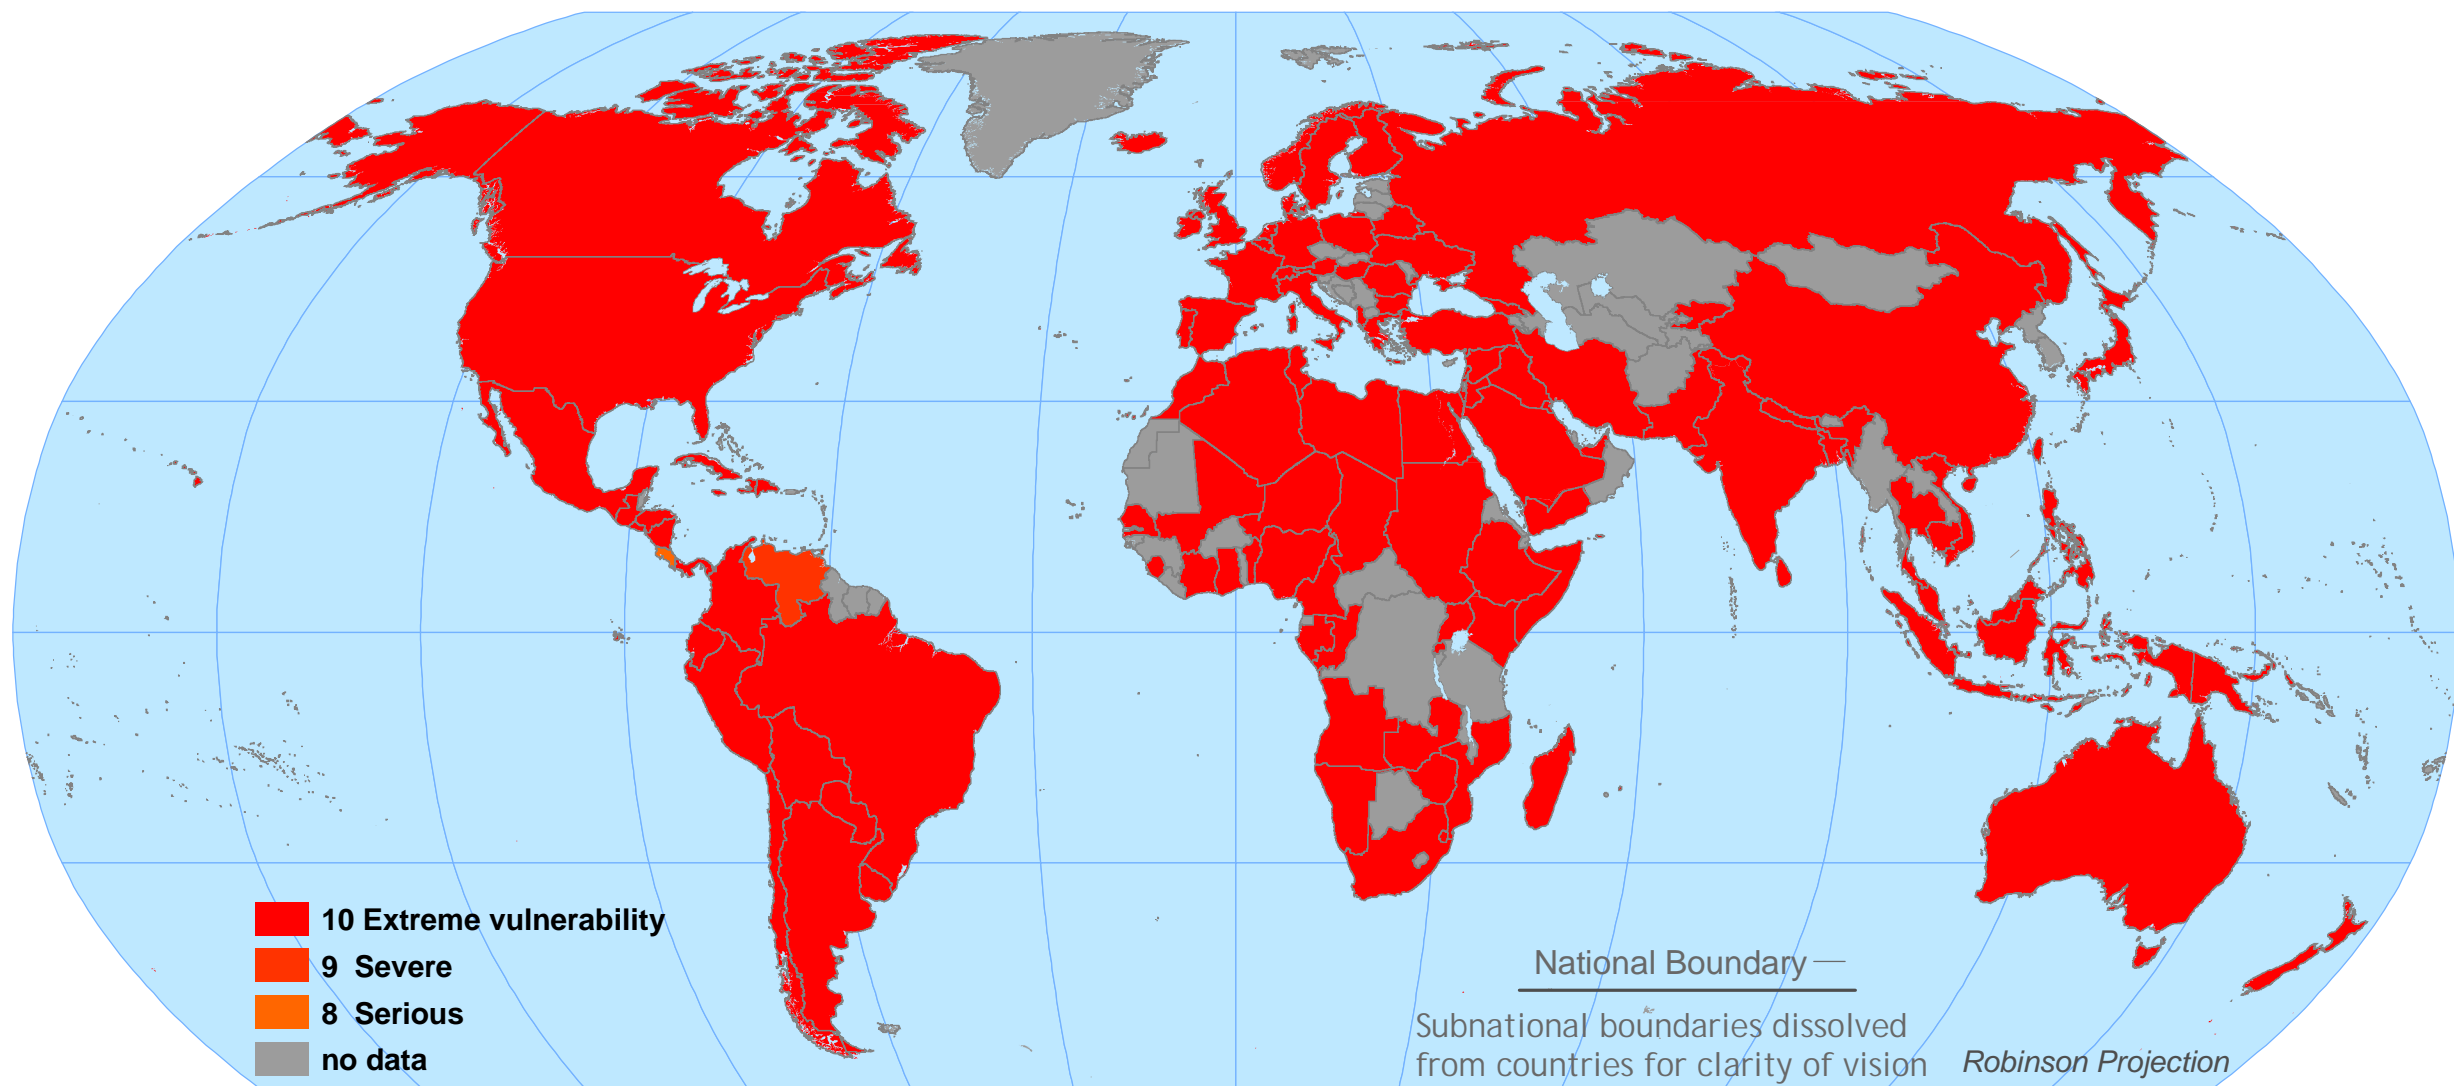 10 Extreme vulnerability
9 Severe
8 Serious
no data
National Boundary
Subnational boundaries dissolved
from countries for clarity of vision
Robinson Projection